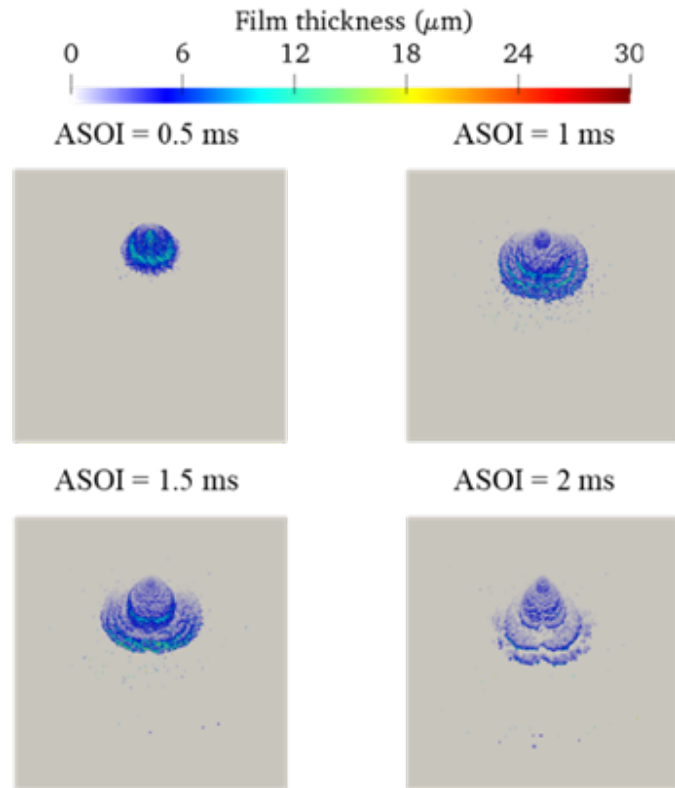 Film thickness (μm)
0 6 12 18 24 30
ASOI = 0.5 ms ASOI = 1 ms
ASOI = 1.5 ms ASOI = 2 ms